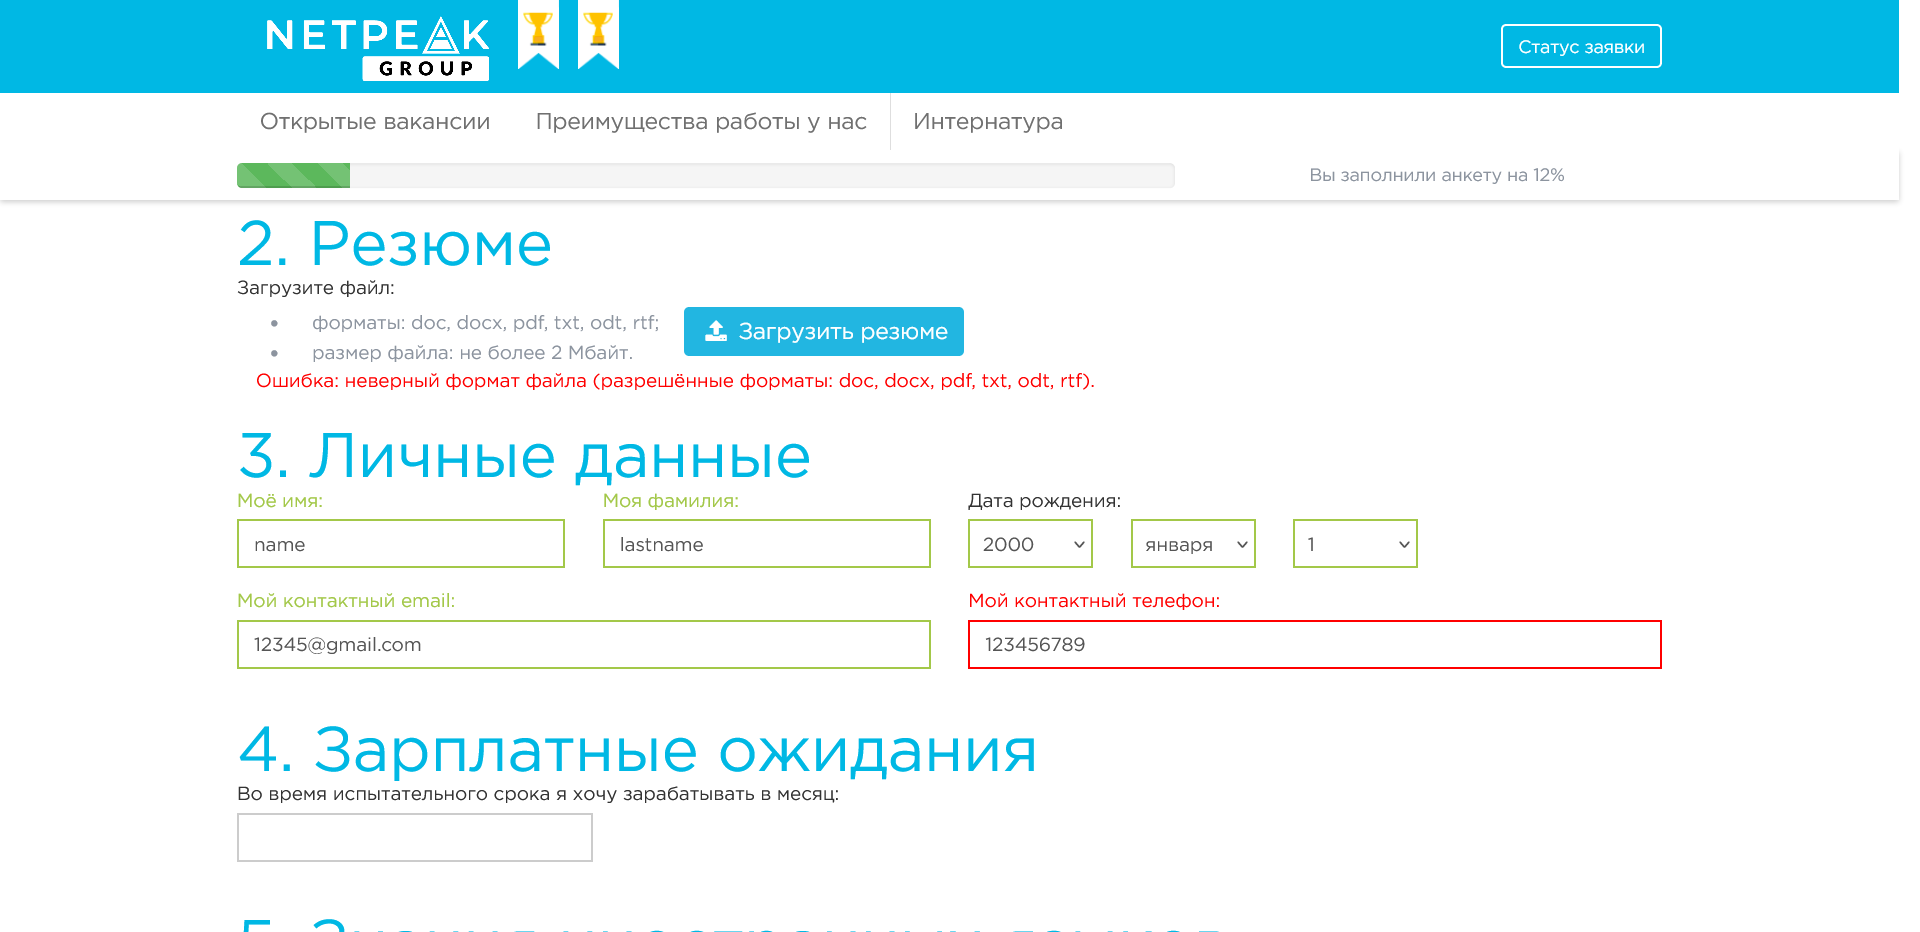 NETPEAK
GROUP
Статус заявки
Открытые вакансии
Преимущества работы у нас
Интернатура
Вы заполнили анкету на 12%
2. Резюме
Загрузите файл:
форматы: doc, docx, pdf, txt, odt, rtf;
размер файла: не более 2 Мбайт.
Загрузить резюме
Ошибка: неверный формат файла (разрешённые форматы: doc, docx, pdf, txt, odt, rtf).
3. Личные данные
Моё имя:
Моя фамилия:
Дата рождения:
name
lastname
2000
января
1
Мой контактный email:
Мой контактный телефон:
12345@gmail.com
123456789
4. Зарплатные ожидания
Во время испытательного срока я хочу зарабатывать в месяц: